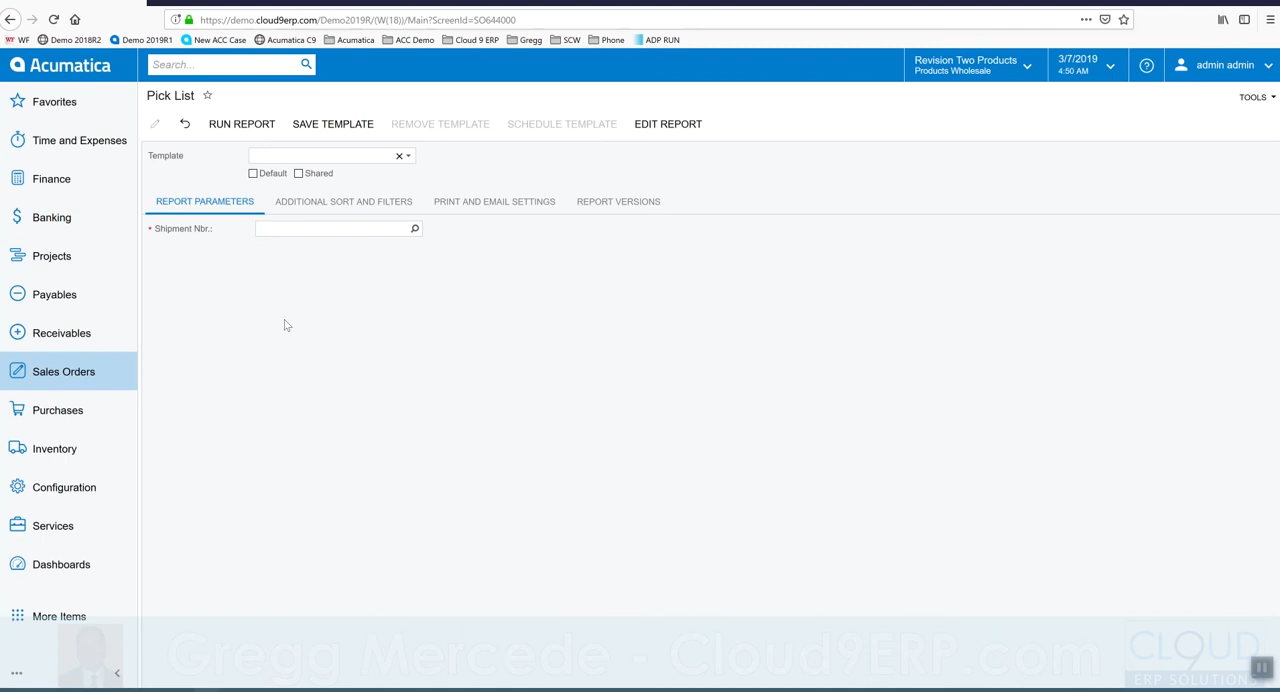 https://demo.cloud9erp.com/Demo2019R/(W(18))/Main?ScreenId=SO644000
WF WF Demo 2018R2 Demo 2019R1 New ACC Case Acumatica C9 Acumatica ACC Demo Cloud 9 ERP Gregg SCW Phone ADP RUN
Acumatica
Search...
Revision Two Products
Products Wholesale
3/7/2019
4:50 AM
admin admin
Favorites
Time and Expenses
Finance
Banking
Projects
Payables
Receivables
Sales Orders
Purchases
Inventory
Configuration
Services
Dashboards
More Items
Pick List
TOOLS
RUN REPORT SAVE TEMPLATE REMOVE TEMPLATE SCHEDULE TEMPLATE EDIT REPORT
Template
Default Shared
REPORT PARAMETERS ADDITIONAL SORT AND FILTERS PRINT AND EMAIL SETTINGS REPORT VERSIONS
* Shipment Nbr.:
Gregg Mercede - Cloud9ERP.com
CLOUD
9
ERP SOLUTIONS